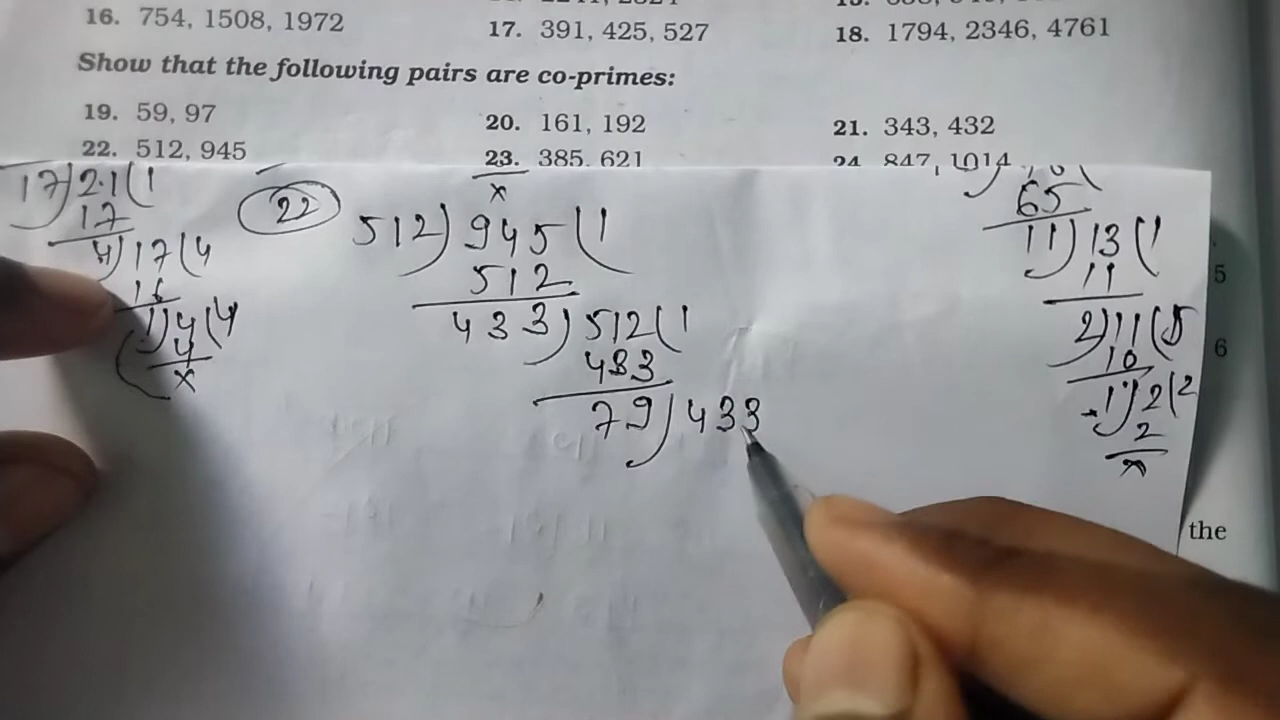 16. 754, 1508, 1972
17. 391, 425, 527
18. 1794, 2346, 4761
Show that the following pairs are co-primes:
19. 59, 97
20. 161, 192
21. 343, 432
22. 512, 945
23. 385, 621
24. 847, 1014
17)21(1
17
4)17(4
16
1)4(4
4
x
22
x
512)945(1
512
433)512(1
433
79)433
65
11)13(1
11
2)11(5
10
1)2(2
2
x
5
6
the